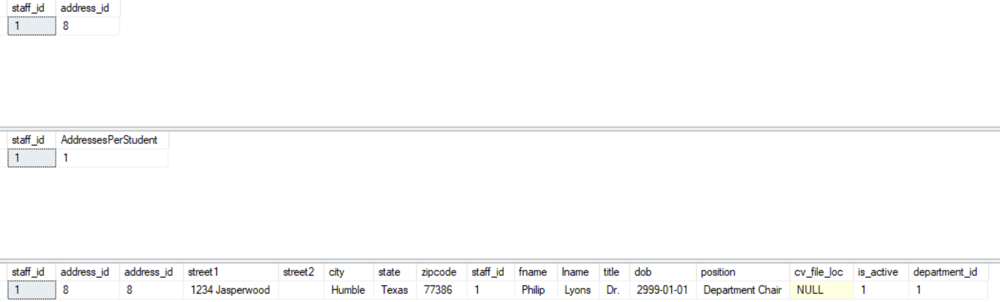 staff_id address_id
1 8
staff_id AddressesPerStudent
1 1
staff_id address_id address_id street1 street2 city state zipcode staff_id fname lname title dob position cv_file_loc is_active department_id
1 8 8 1234 Jasperwood Humble Texas 77386 1 Philip Lyons Dr. 2999-01-01 Department Chair NULL 1 1